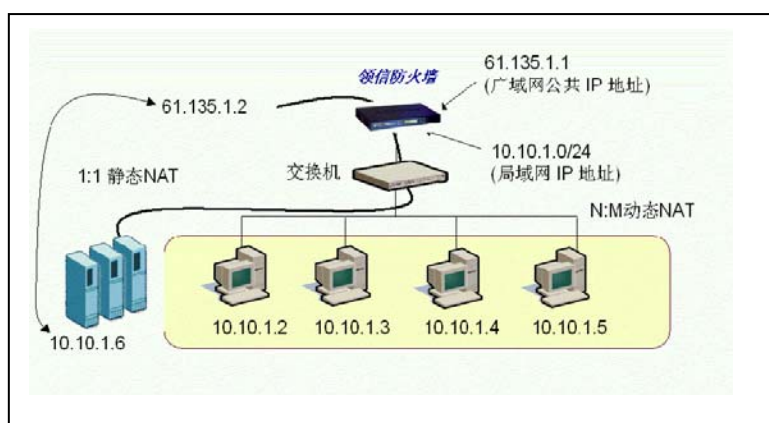 领信防火墙
61.135.1.1
(广域网公共 IP 地址)
61.135.1.2
10.10.1.0/24
(局域网 IP 地址)
1:1 静态NAT
交换机
N:M动态NAT
10.10.1.2
10.10.1.3
10.10.1.4
10.10.1.5
10.10.1.6